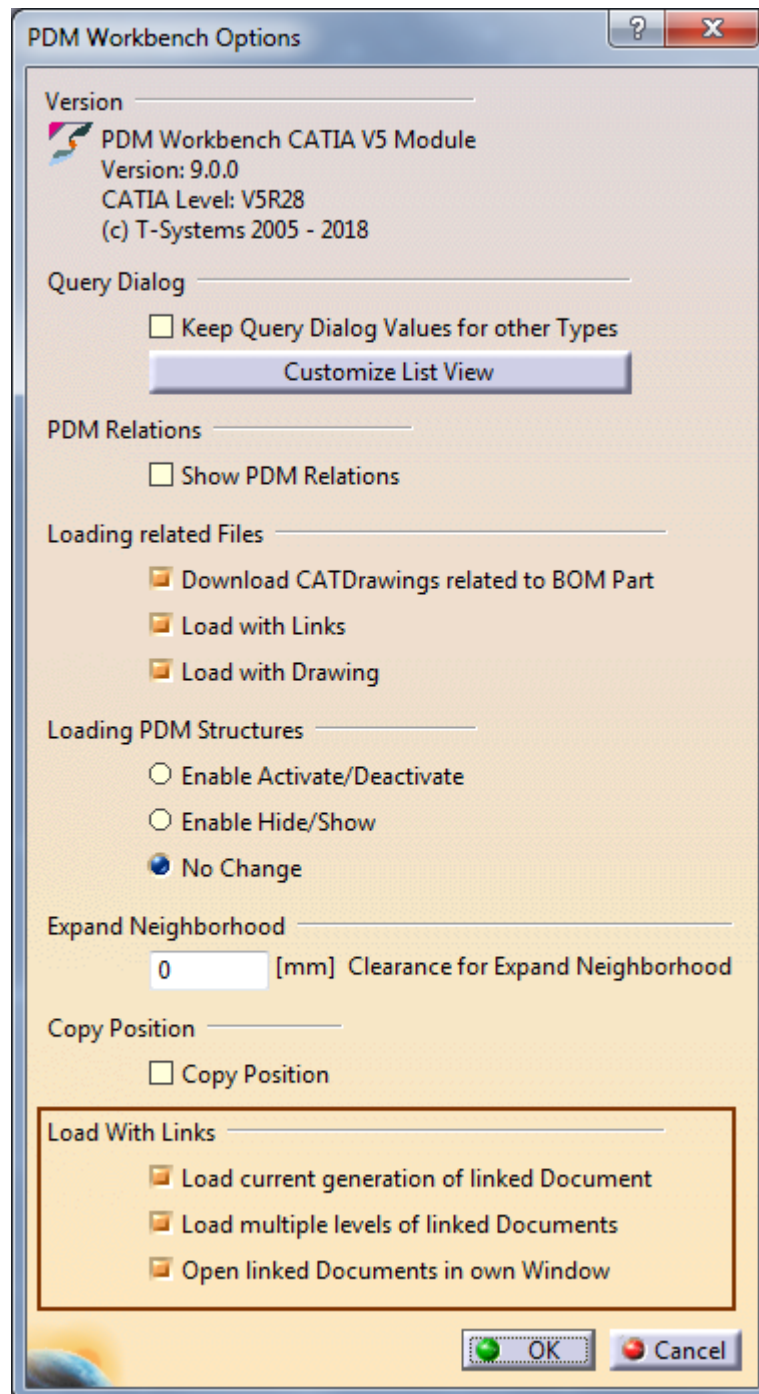 PDM Workbench Options
?
X
Version
PDM Workbench CATIA V5 Module
Version: 9.0.0
CATIA Level: V5R28
(c) T-Systems 2005 - 2018
Query Dialog
Keep Query Dialog Values for other Types
Customize List View
PDM Relations
Show PDM Relations
Loading related Files
Download CATDrawings related to BOM Part
Load with Links
Load with Drawing
Loading PDM Structures
Enable Activate/Deactivate
Enable Hide/Show
No Change
Expand Neighborhood
0 [mm] Clearance for Expand Neighborhood
Copy Position
Copy Position
Load With Links
Load current generation of linked Document
Load multiple levels of linked Documents
Open linked Documents in own Window
OK Cancel